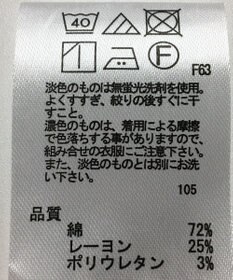 40
F
F63
淡色のものは無蛍光洗剤を使用。
よくすすぎ、絞りの後すぐに干
すこと。
濃色のものは、着用による摩擦
で色落ちする事がありますので、
組み合せの衣服にご注意下さい。
また、淡色のものとは別にお洗
い下さい。
105
品質
綿 72%
レーヨン 25%
ポリウレタン 3%